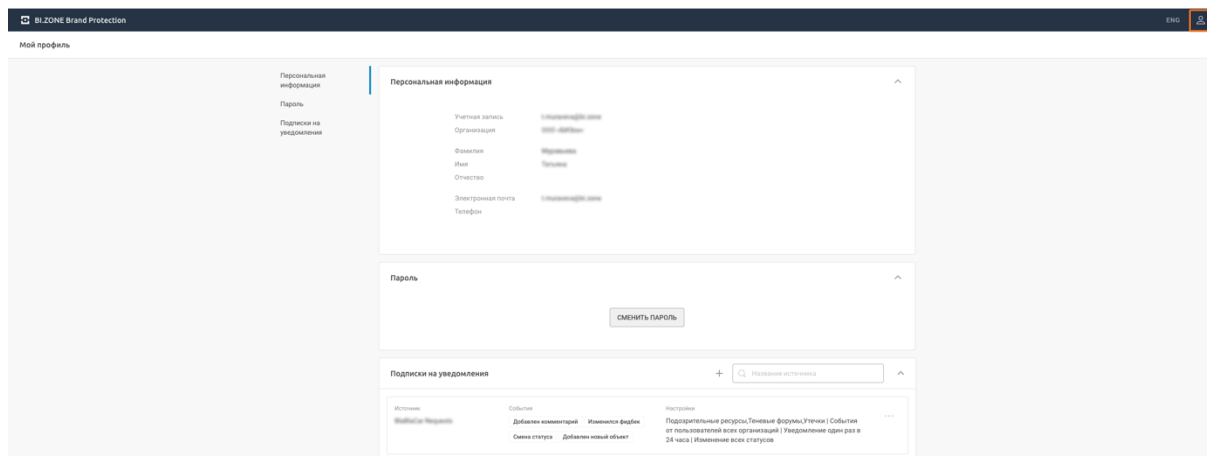 BI.ZONE Brand Protection
ENG
Мой профиль
Персональная
информация
Пароль
Подписки на
уведомления
Персональная информация
Учетная запись
Организация
Фамилия
Имя
Отчество
Электронная почта
Телефон
Пароль
СМЕНИТЬ ПАРОЛЬ
Подписки на уведомления
Название источника
Источник
События
Добавлен комментарий
Изменился фидбек
Смена статуса
Добавлен новый объект
Настройки
Подозрительные ресурсы,Теневые форумы,Утечки | События
от пользователей всех организаций | Уведомление один раз в
24 часа | Изменение всех статусов